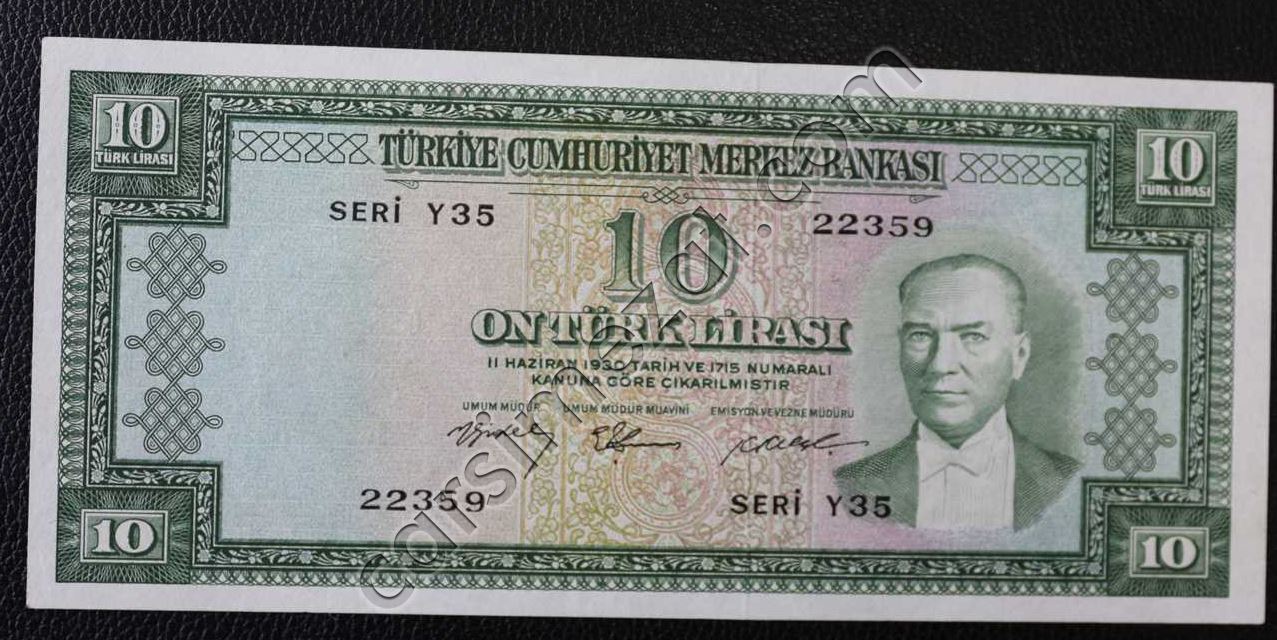 10 TÜRK LİRASI
TÜRKİYE CUMHURİYET MERKEZ BANKASI
10 TÜRK LİRASI
SERİ Y35
10
22359
ON TÜRK LİRASI
11 HAZİRAN 1930 TARİH VE 1715 NUMARALI
KANUNA GÖRE ÇIKARILMIŞTIR
UMUM MÜDÜR UMUM MÜDÜR MUAVİNİ EMİSYON VE VEZNE MÜDÜRÜ
22359
SERİ Y35
10
10
carsimezat.com